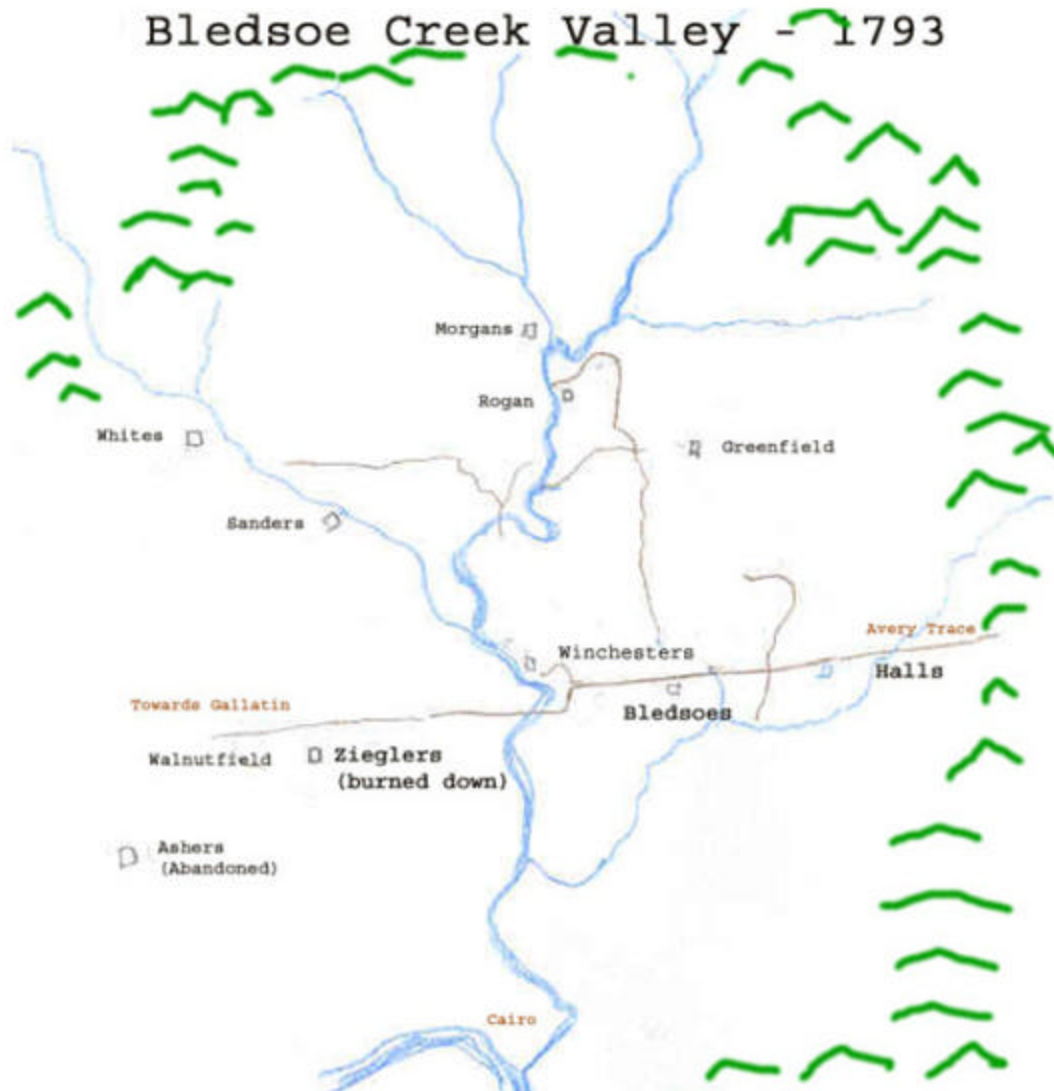 Bledsoe Creek Valley - 1793
Morgans
Rogan
Whites
Greenfield
Sanders
Avery Trace
Winchesters
Halls
Towards Gallatin
Bledsoes
Walnutfield
Zieglers
(burned down)
Ashers
(Abandoned)
Cairo